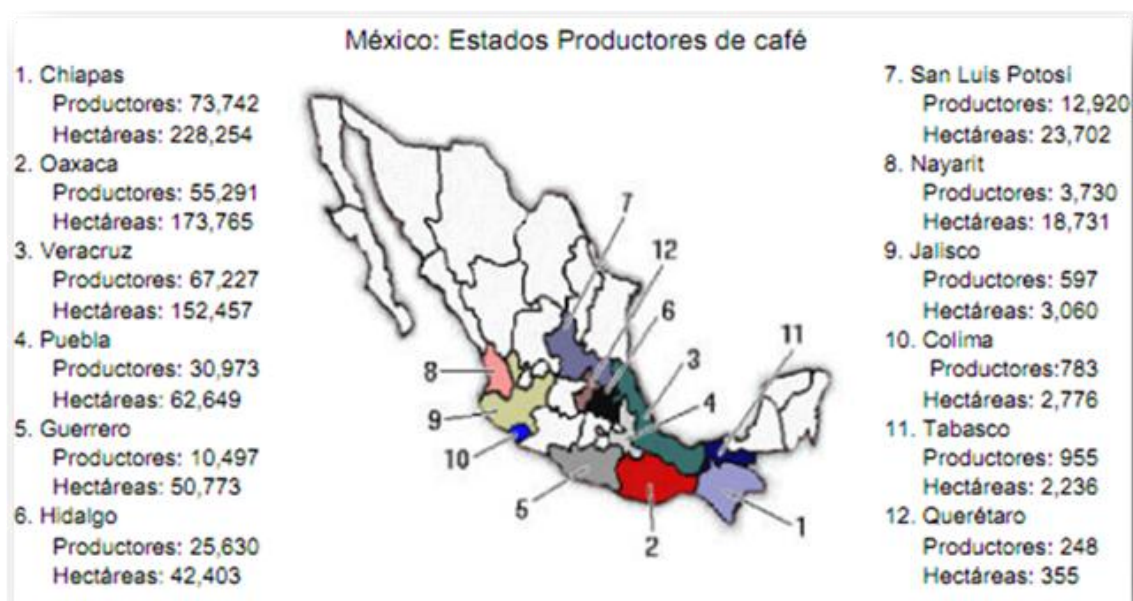 México: Estados Productores de café
1. Chiapas
Productores: 73,742
Hectáreas: 228,254
2. Oaxaca
Productores: 55,291
Hectáreas: 173,765
3. Veracruz
Productores: 67,227
Hectáreas: 152,457
4. Puebla
Productores: 30,973
Hectáreas: 62,649
5. Guerrero
Productores: 10,497
Hectáreas: 50,773
6. Hidalgo
Productores: 25,630
Hectáreas: 42,403
7
12
6
11
3
8
4
9
10
5
1
2
7. San Luis Potosí
Productores: 12,920
Hectáreas: 23,702
8. Nayarit
Productores: 3,730
Hectáreas: 18,731
9. Jalisco
Productores: 597
Hectáreas: 3,060
10. Colima
Productores:783
Hectáreas: 2,776
11. Tabasco
Productores: 955
Hectáreas: 2,236
12. Querétaro
Productores: 248
Hectáreas: 355